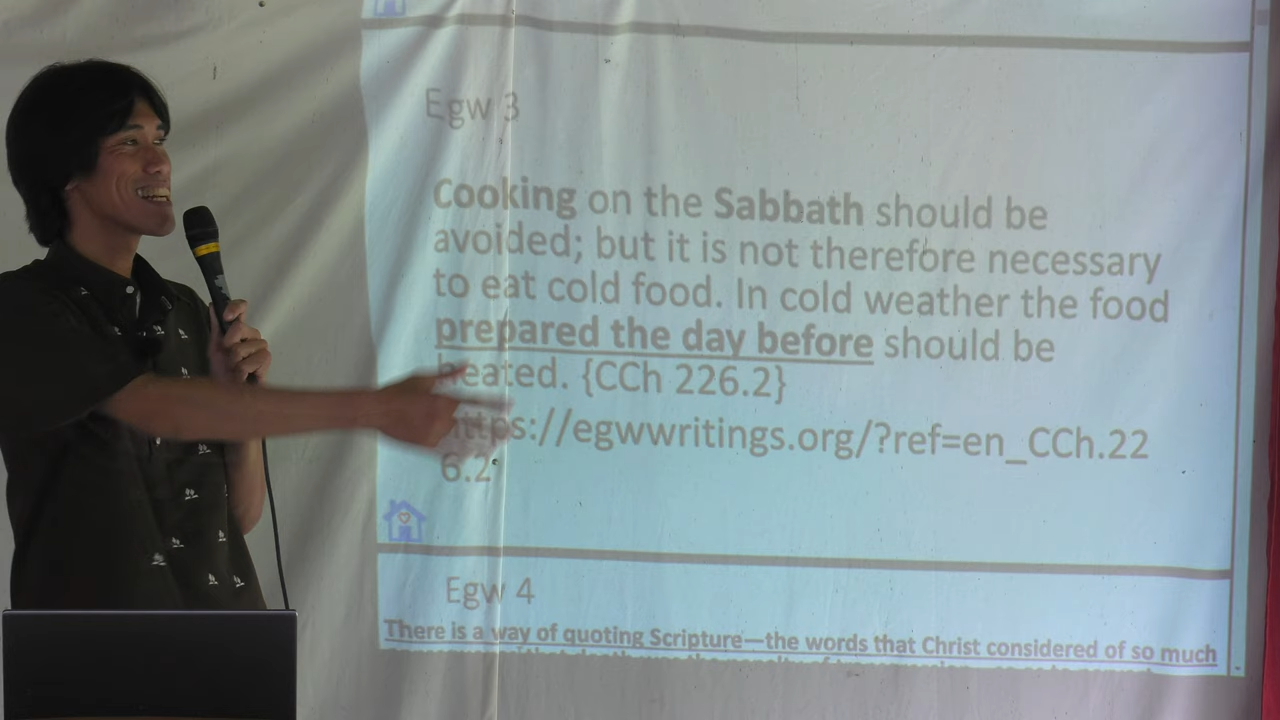 Egw 3
Cooking on the Sabbath should be
avoided; but it is not therefore necessary
to eat cold food. In cold weather the food
prepared the day before should be
heated. {CCh 226.2}
https://egwwritings.org/?ref=en_CCh.22
6.2
Egw 4
There is a way of quoting Scripture—the words that Christ considered of so much